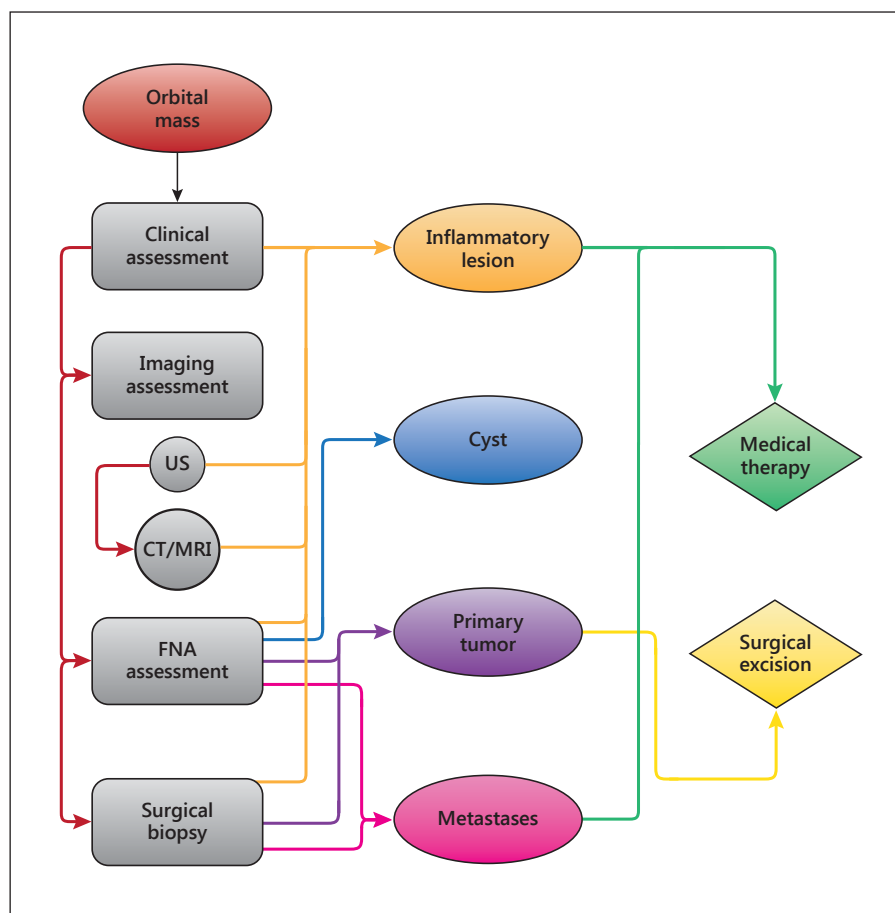 Orbital
mass
Clinical
assessment
Inflammatory
lesion
Imaging
assessment
Cyst
Medical
therapy
US
CT/MRI
FNA
assessment
Primary
tumor
Surgical
excision
Surgical
biopsy
Metastases